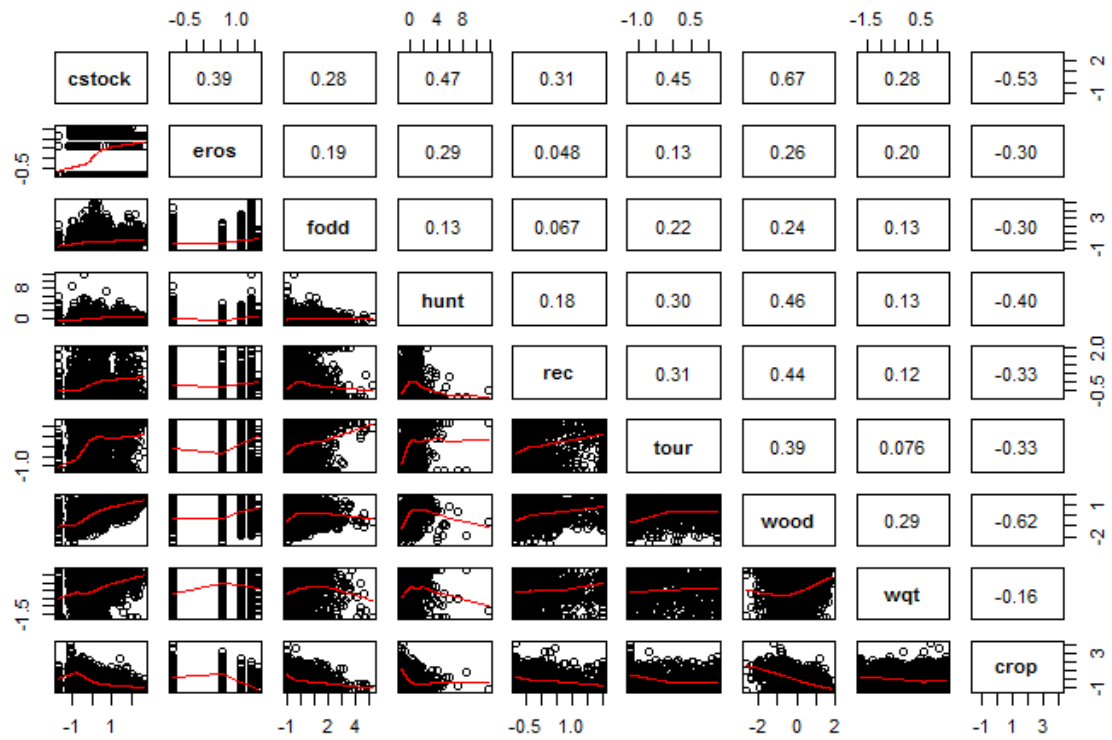 -0.5 1.0 0 4 8 -1.0 0.5 -1.5 0.5
cstock 0.39 0.28 0.47 0.31 0.45 0.67 0.28 -0.53 -1 2
-0.5 eros 0.19 0.29 0.048 0.13 0.26 0.20 -0.30
fodd 0.13 0.067 0.22 0.24 0.13 -0.30 -1 1 3
0 8 hunt 0.18 0.30 0.46 0.13 -0.40
rec 0.31 0.44 0.12 -0.33 -0.5 2.0
-1.0 tour 0.39 0.076 -0.33
wood 0.29 -0.62 -2 1
-1.5 wqt -0.16
crop -1 3
-1 1 -1 2 4 -0.5 1.0 -2 0 2 -1 1 3